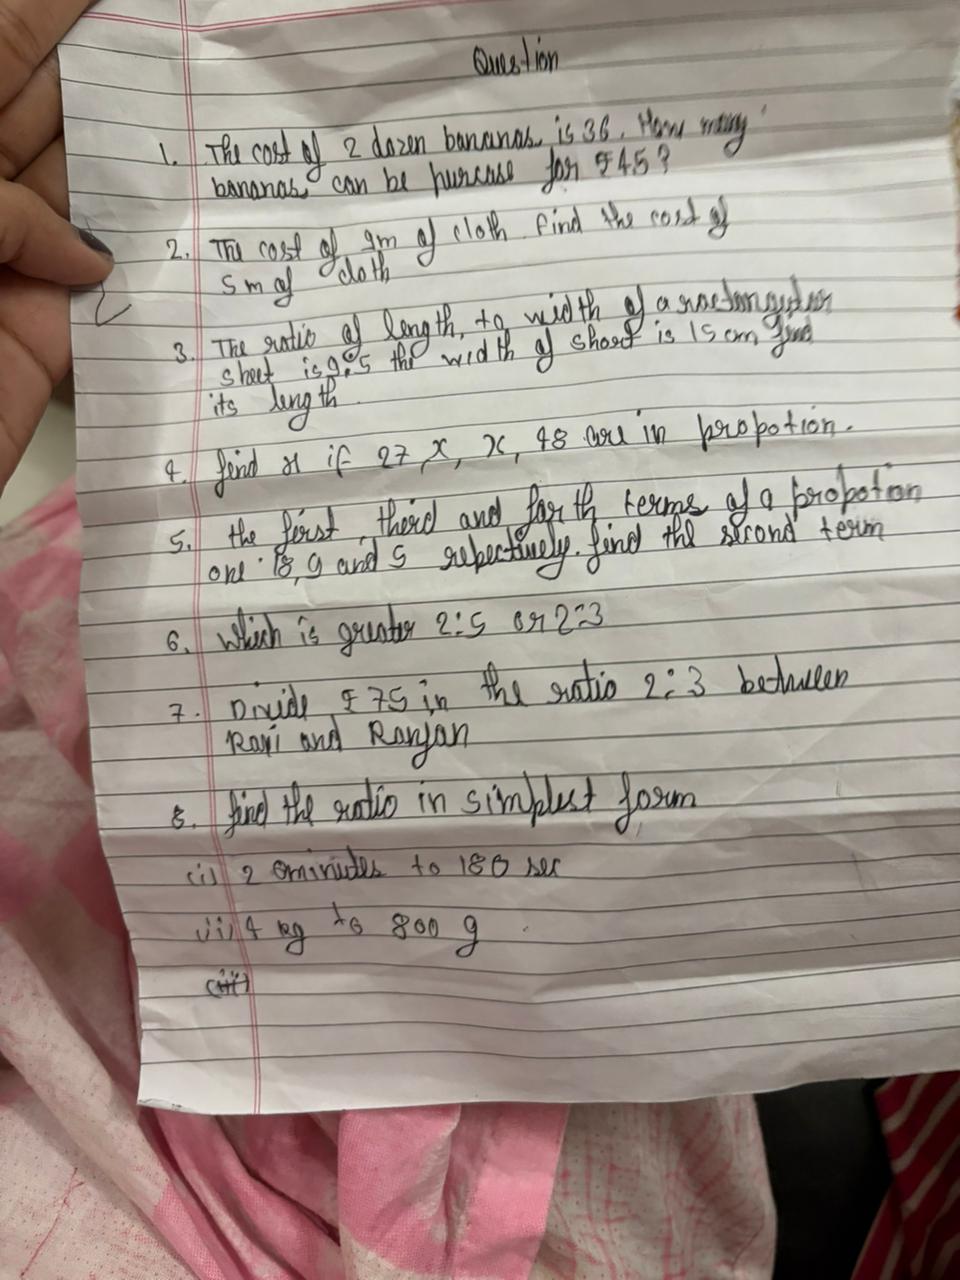 Question
1. The cost of 2 dozen bananas is 36. How many
bananas can be purcase for ₹45?
2. The cost of 9m of cloth. find the cost of
5m of cloth
3. The ratio of length, to width of a ractangular
sheet is 9:5 the width of sheet is 15 cm find
its length.
4. find x if 27, x, x, 48 are in propotion.
5. the first, therd and forth terms of a propotion
one 18, 9 and 5 repectively. find the second term
6. which is greater 2:5 or 2:3
7. Divide ₹75 in the ratio 2:3 between
Ravi and Ranjan
8. find the ratio in simplest form
(i) 2 0minutes to 180 sec
(ii) 4 kg to 800 g
(iii)